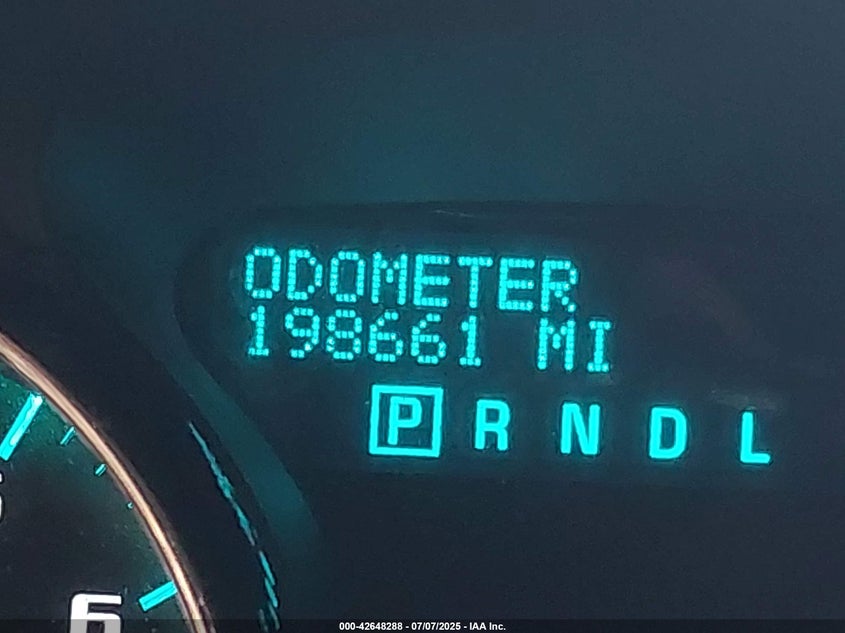 ODOMETER
198661 MI
P R N D L
6
000-42648288 - 07/07/2025 - IAA Inc.